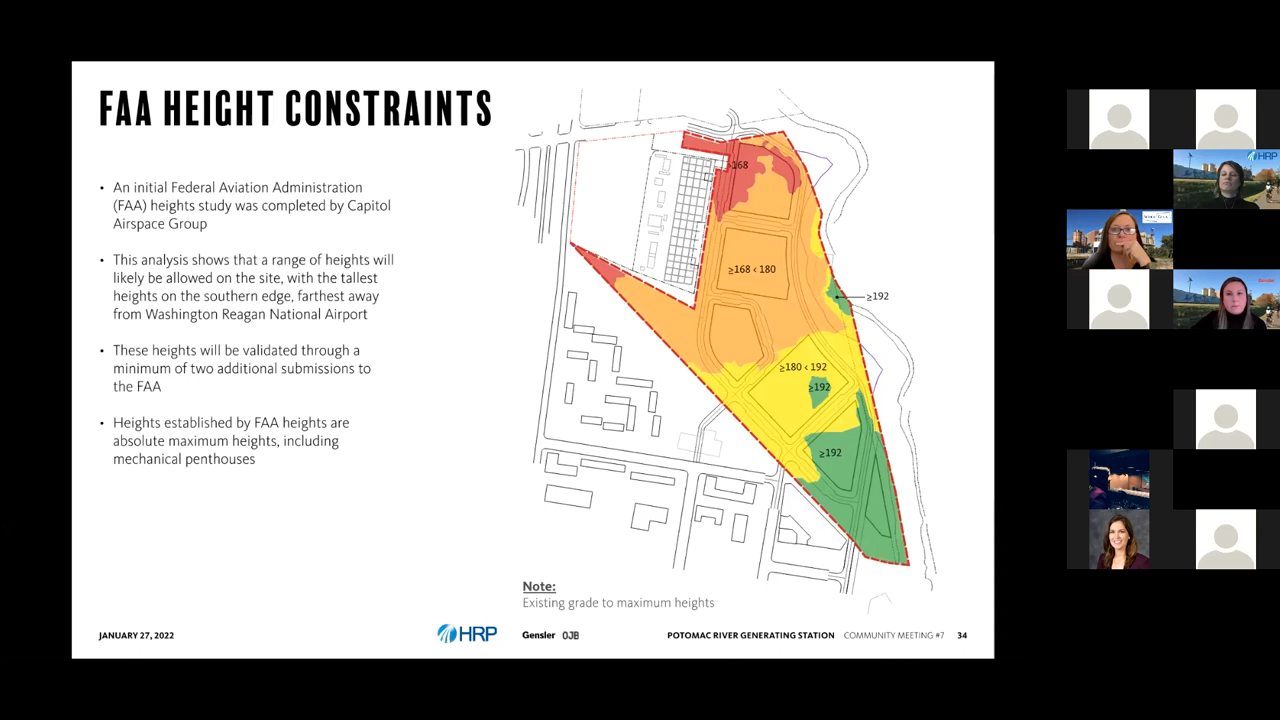 FAA HEIGHT CONSTRAINTS
• An initial Federal Aviation Administration
(FAA) heights study was completed by Capitol
Airspace Group
• This analysis shows that a range of heights will
likely be allowed on the site, with the tallest
heights on the southern edge, farthest away
from Washington Reagan National Airport
• These heights will be validated through a
minimum of two additional submissions to
the FAA
• Heights established by FAA heights are
absolute maximum heights, including
mechanical penthouses
168
≥168 < 180
≥192
≥180 < 192
≥192
≥192
Note:
Existing grade to maximum heights
JANUARY 27, 2022
HRP
Gensler
OJB
POTOMAC RIVER GENERATING STATION COMMUNITY MEETING #7 34
HRP
Gensler